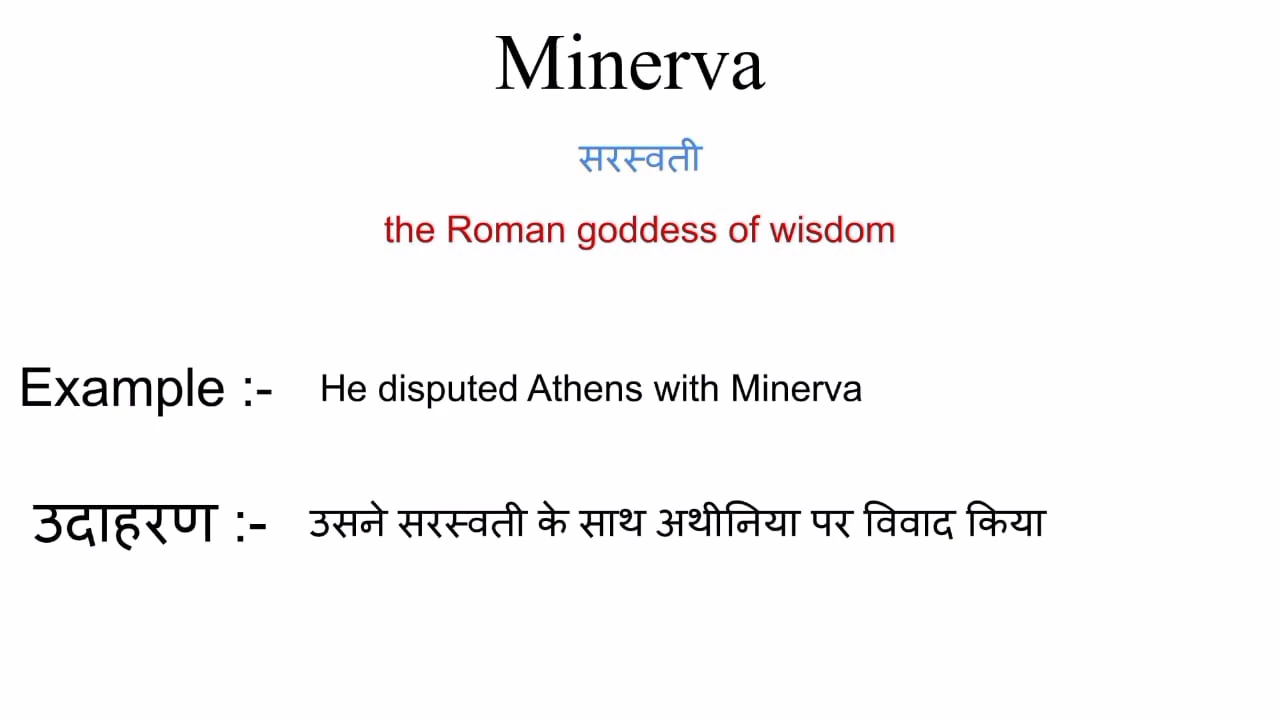 Minerva
सरस्वती
the Roman goddess of wisdom
Example :- He disputed Athens with Minerva
उदाहरण :- उसने सरस्वती के साथ अथीनिया पर विवाद किया